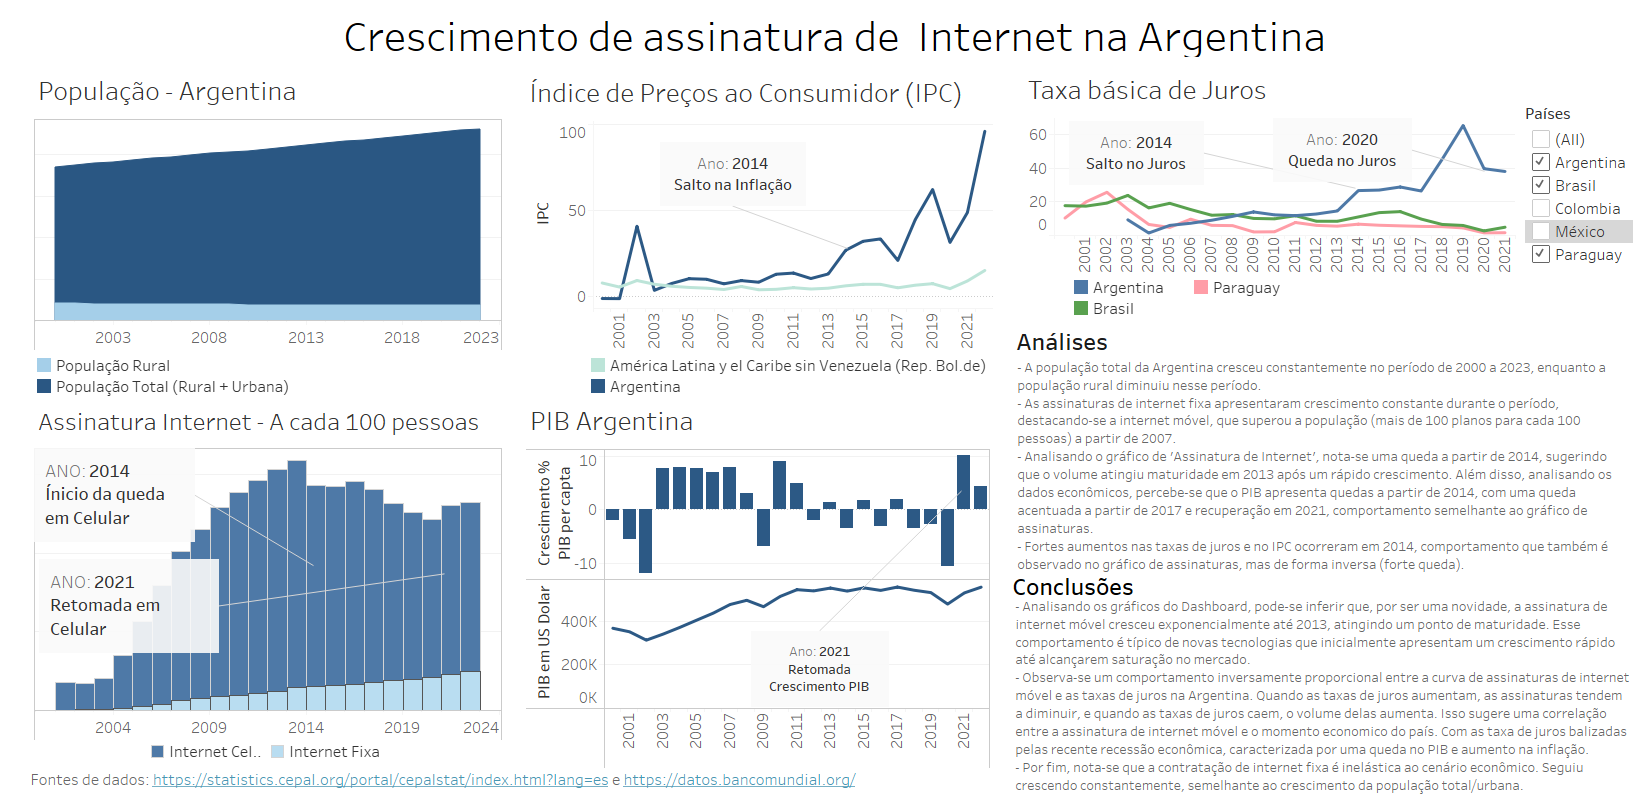 Crescimento de assinatura de Internet na Argentina
População - Argentina
2003
2008
2013
2018
2023
População Rural
População Total (Rural + Urbana)
Índice de Preços ao Consumidor (IPC)
IPC
100
50
0
Ano: 2014
Salto na Inflação
2001
2003
2005
2007
2009
2011
2013
2015
2017
2019
2021
América Latina y el Caribe sin Venezuela (Rep. Bol.de)
Argentina
Taxa básica de Juros
60
40
20
0
Ano: 2014
Salto no Juros
Ano: 2020
Queda no Juros
2001
2002
2003
2004
2005
2006
2007
2008
2009
2010
2011
2012
2013
2014
2015
2016
2017
2018
2019
2020
2021
Argentina
Paraguay
Brasil
Países
(All)
Argentina
Brasil
Colombia
México
Paraguay
Assinatura Internet - A cada 100 pessoas
ANO: 2014
Ínicio da queda
em Celular
ANO: 2021
Retomada em
Celular
2004
2009
2014
2019
2024
Internet Cel..
Internet Fixa
PIB Argentina
Crescimento %
PIB per capta
10
0
-10
PIB em US Dolar
400K
200K
0K
Ano: 2021
Retomada
Crescimento PIB
2001
2003
2005
2007
2009
2011
2013
2015
2017
2019
2021
Análises
- A população total da Argentina cresceu constantemente no período de 2000 a 2023, enquanto a
população rural diminuiu nesse período.
- As assinaturas de internet fixa apresentaram crescimento constante durante o período,
destacando-se a internet móvel, que superou a população (mais de 100 planos para cada 100
pessoas) a partir de 2007.
- Analisando o gráfico de 'Assinatura de Internet', nota-se uma queda a partir de 2014, sugerindo
que o volume atingiu maturidade em 2013 após um rápido crescimento. Além disso, analisando os
dados econômicos, percebe-se que o PIB apresenta quedas a partir de 2014, com uma queda
acentuada a partir de 2017 e recuperação em 2021, comportamento semelhante ao gráfico de
assinaturas.
- Fortes aumentos nas taxas de juros e no IPC ocorreram em 2014, comportamento que também é
observado no gráfico de assinaturas, mas de forma inversa (forte queda).
Conclusões
- Analisando os gráficos do Dashboard, pode-se inferir que, por ser uma novidade, a assinatura de
internet móvel cresceu exponencialmente até 2013, atingindo um ponto de maturidade. Esse
comportamento é típico de novas tecnologias que inicialmente apresentam um crescimento rápido
até alcançarem saturação no mercado.
- Observa-se um comportamento inversamente proporcional entre a curva de assinaturas de internet
móvel e as taxas de juros na Argentina. Quando as taxas de juros aumentam, as assinaturas tendem
a diminuir, e quando as taxas de juros caem, o volume delas aumenta. Isso sugere uma correlação
entre a assinatura de internet móvel e o momento economico do país. Com as taxa de juros balizadas
pelas recente recessão econômica, caracterizada por uma queda no PIB e aumento na inflação.
- Por fim, nota-se que a contratação de internet fixa é inelástica ao cenário econômico. Seguiu
crescendo constantemente, semelhante ao crescimento da população total/urbana.
Fontes de dados: https://statistics.cepal.org/portal/cepalstat/index.html?lang=es e https://datos.bancomundial.org/